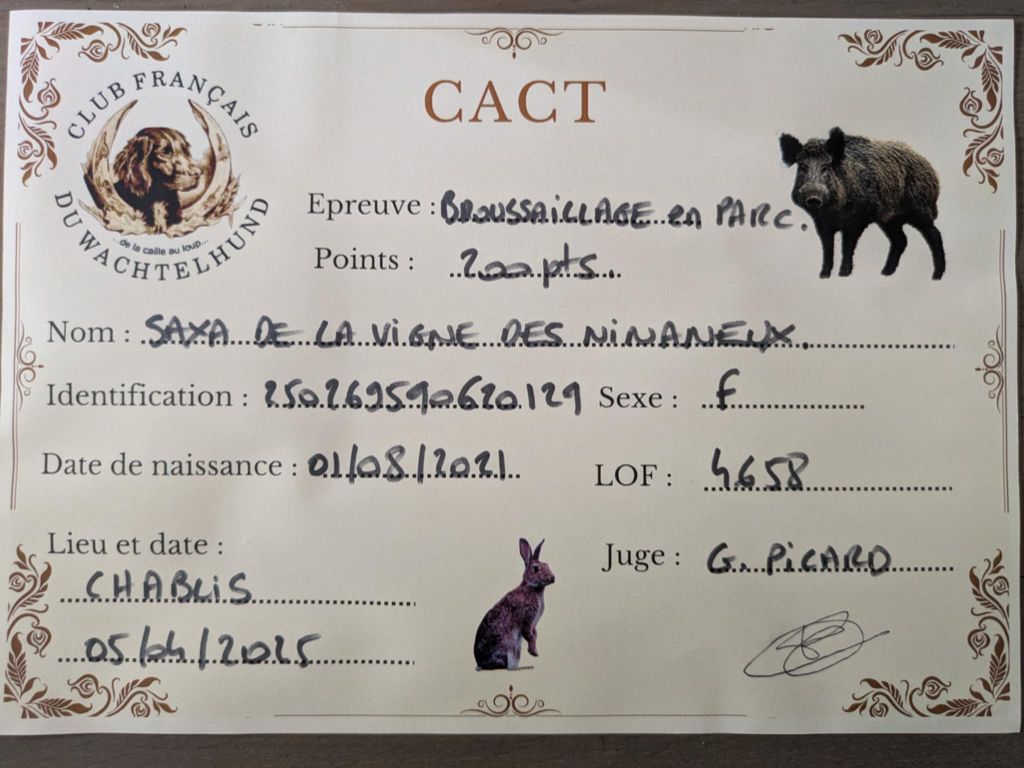 CLUB FRANÇAIS
DU WACHTELHUND
...de la caille au loup...
CACT
Epreuve : BROUSSAILLAGE en PARC.
Points : 200 pts.
Nom : SAXA DE LA VIGNE DES NINANEUX.
Identification : 250269590620129 Sexe : F
Date de naissance : 01/08/2021 LOF : 4658
Lieu et date : Juge : G. PICARD
CHABLIS
05/04/2025